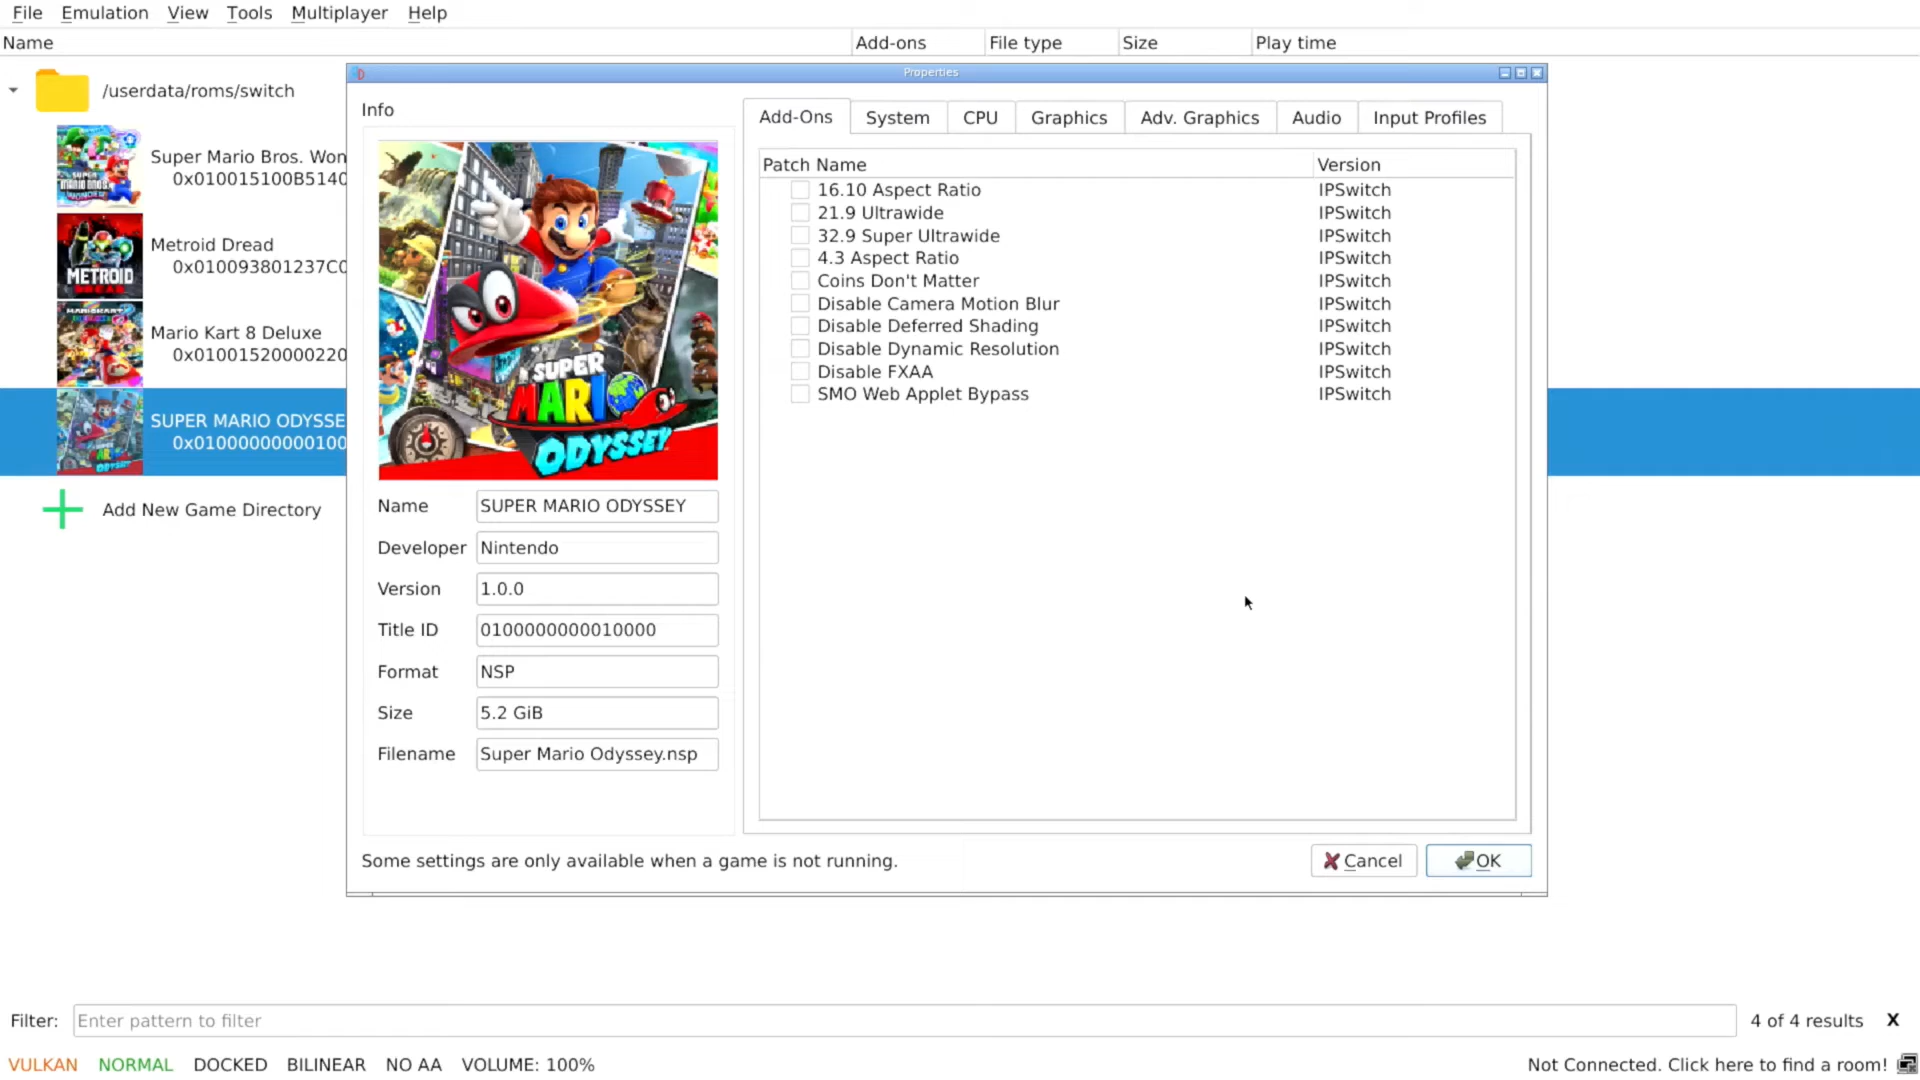 File Emulation View Tools Multiplayer Help
Name Add-ons File type Size Play time
/userdata/roms/switch
Super Mario Bros. Won
0x010015100B5140
Metroid Dread
0x010093801237C0
Mario Kart 8 Deluxe
0x01001520000220
SUPER MARIO ODYSSE
0x01000000000100
Add New Game Directory
Properties
Info
SUPER
MARIO
ODYSSEY
Name SUPER MARIO ODYSSEY
Developer Nintendo
Version 1.0.0
Title ID 0100000000010000
Format NSP
Size 5.2 GiB
Filename Super Mario Odyssey.nsp
Add-Ons System CPU Graphics Adv. Graphics Audio Input Profiles
Patch Name Version
16.10 Aspect Ratio IPSwitch
21.9 Ultrawide IPSwitch
32.9 Super Ultrawide IPSwitch
4.3 Aspect Ratio IPSwitch
Coins Don't Matter IPSwitch
Disable Camera Motion Blur IPSwitch
Disable Deferred Shading IPSwitch
Disable Dynamic Resolution IPSwitch
Disable FXAA IPSwitch
SMO Web Applet Bypass IPSwitch
Some settings are only available when a game is not running.
Cancel OK
Filter: Enter pattern to filter 4 of 4 results X
VULKAN NORMAL DOCKED BILINEAR NO AA VOLUME: 100% Not Connected. Click here to find a room!